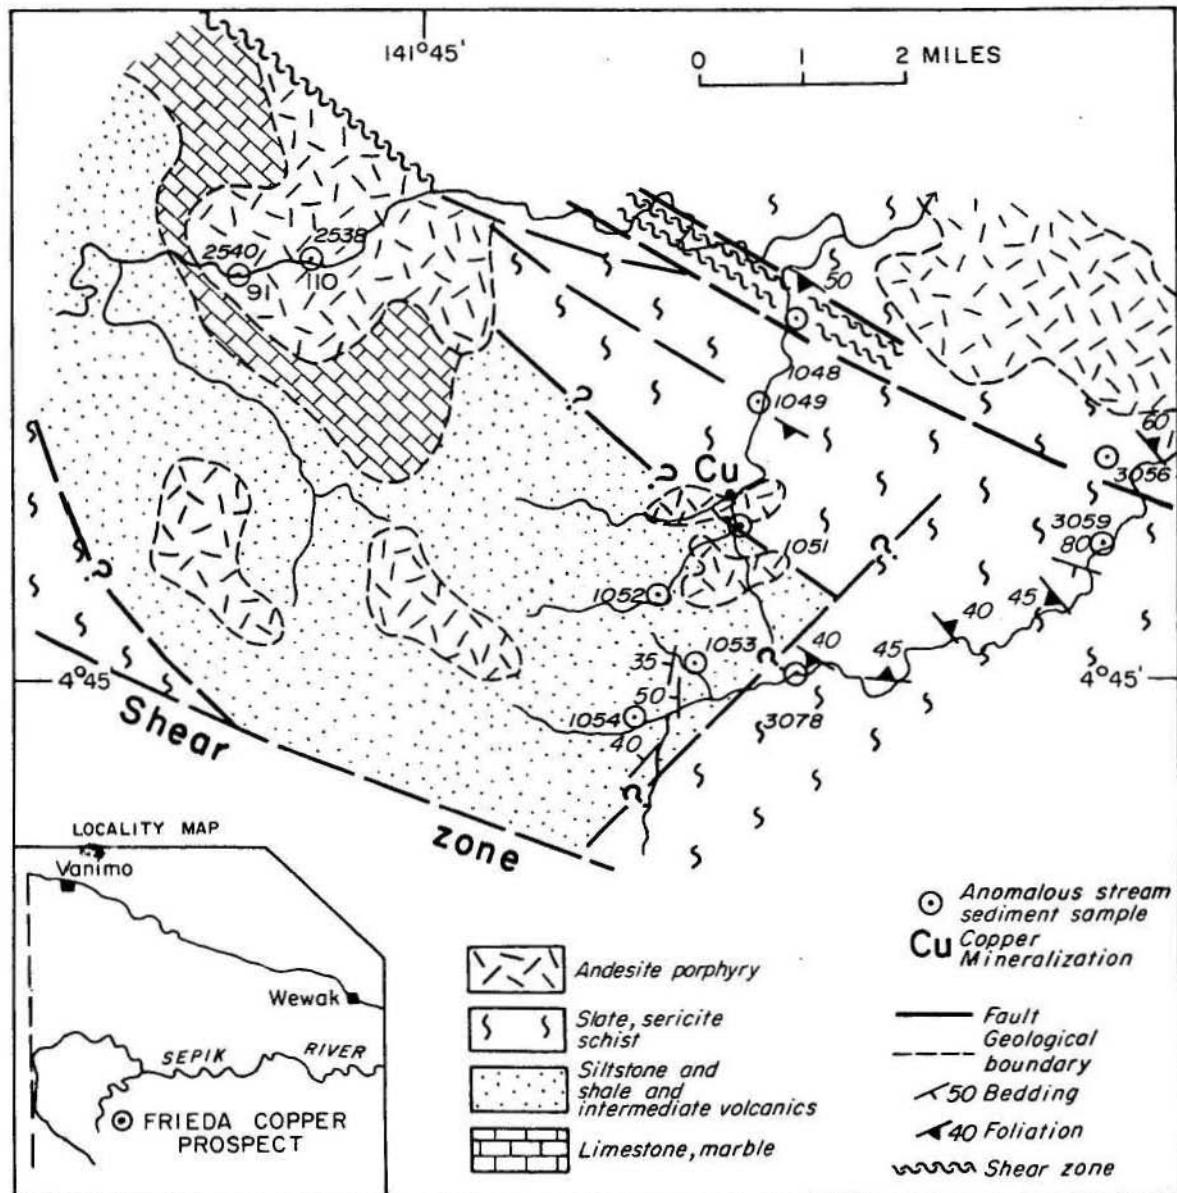 141°45'
0 1 2 MILES
2540
2538
91
110
50
1048
1049
60
?
?
Cu
3056
3059
80
1051
?
?
1052
45
40
1053
40
35
?
45
4°45'
4°45'
50
1054
3078
Shear
40
?
zone
LOCALITY MAP
Vanimo
Wewak
SEPIK RIVER
FRIEDA COPPER
PROSPECT
Andesite porphyry
Slate, sericite
schist
Siltstone and
shale and
intermediate volcanics
Limestone, marble
Anomalous stream
sediment sample
Cu Copper
Mineralization
Fault
Geological
boundary
50 Bedding
40 Foliation
Shear zone